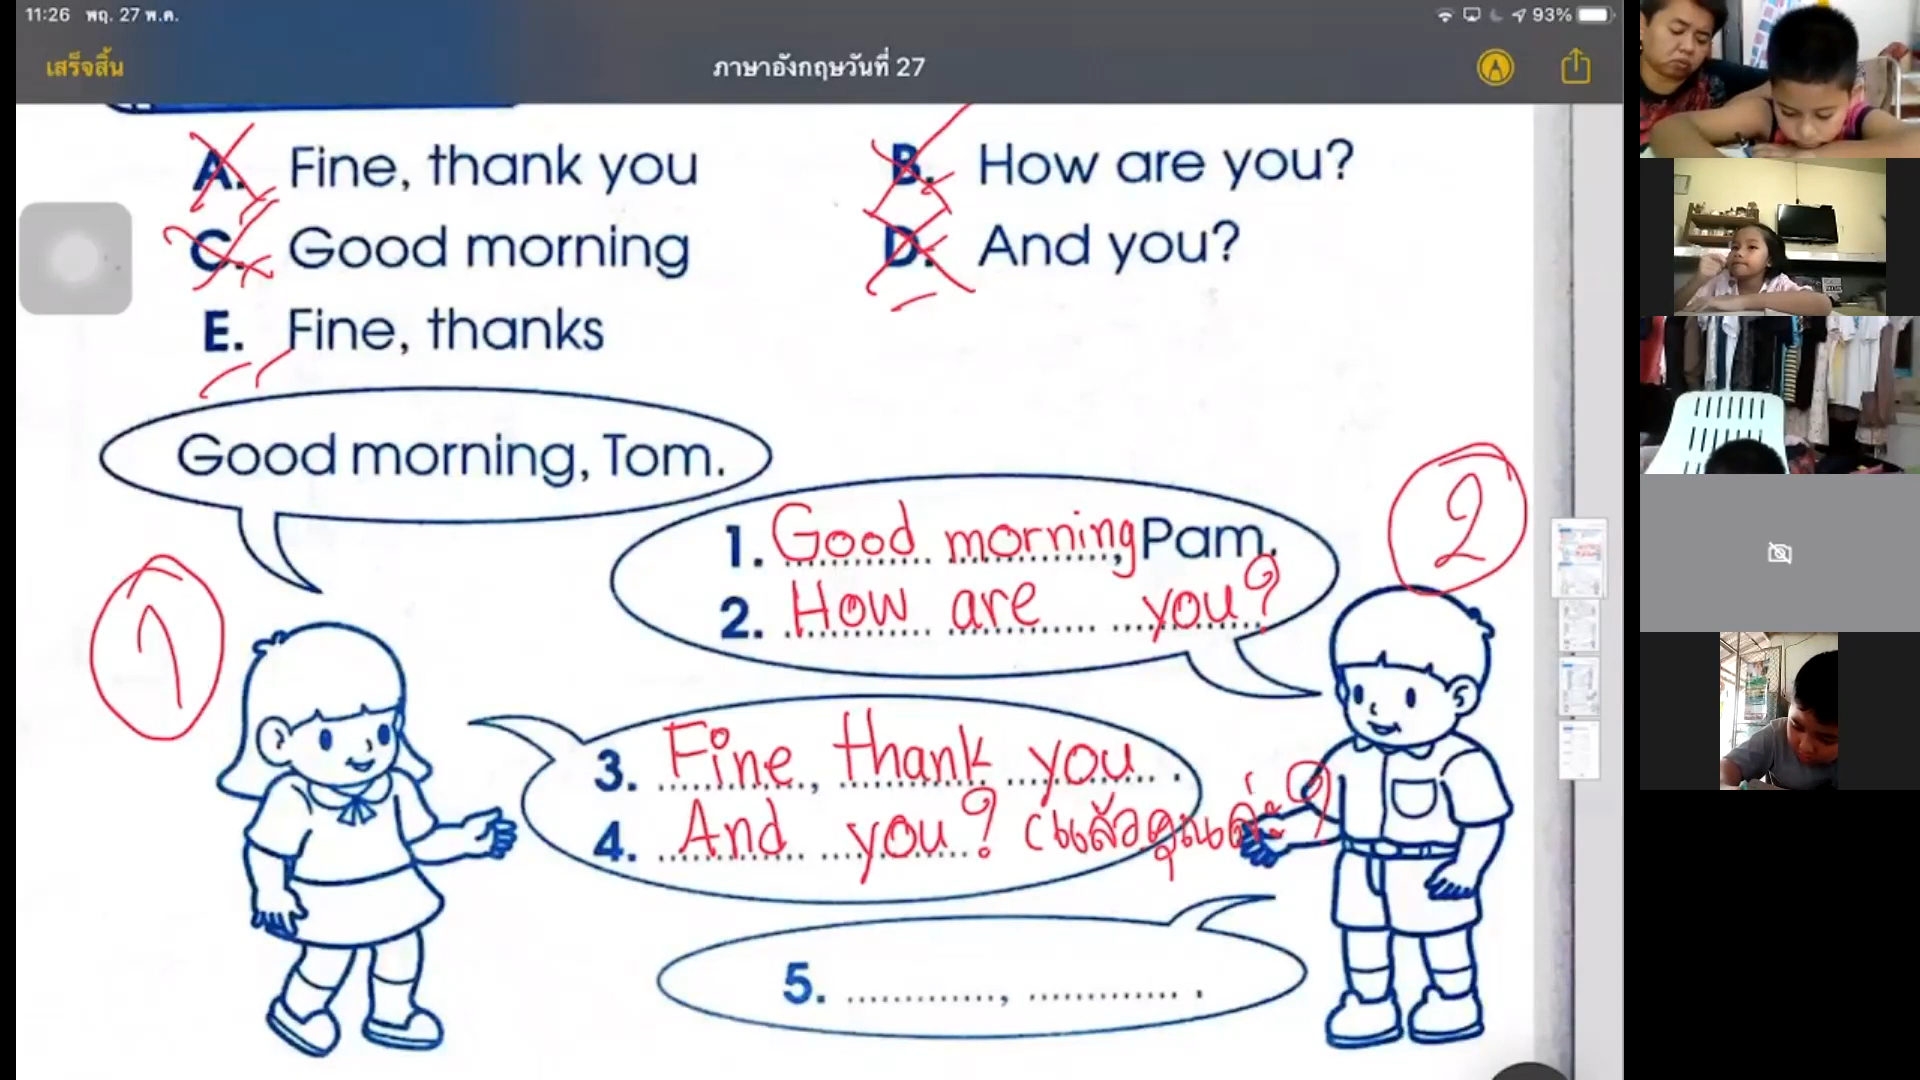 11:26 พฤ. 27 พ.ค.
93%
เสร็จสิ้น
ภาษาอังกฤษวันที่ 27
A. Fine, thank you
B. How are you?
C. Good morning
D. And you?
E. Fine, thanks
Good morning, Tom.
1. Good morning, Pam.
2. How are you?
2
1
3. Fine, thank you.
4. And you? (แล้วคุณล่ะ?)
5. ............, ............ .